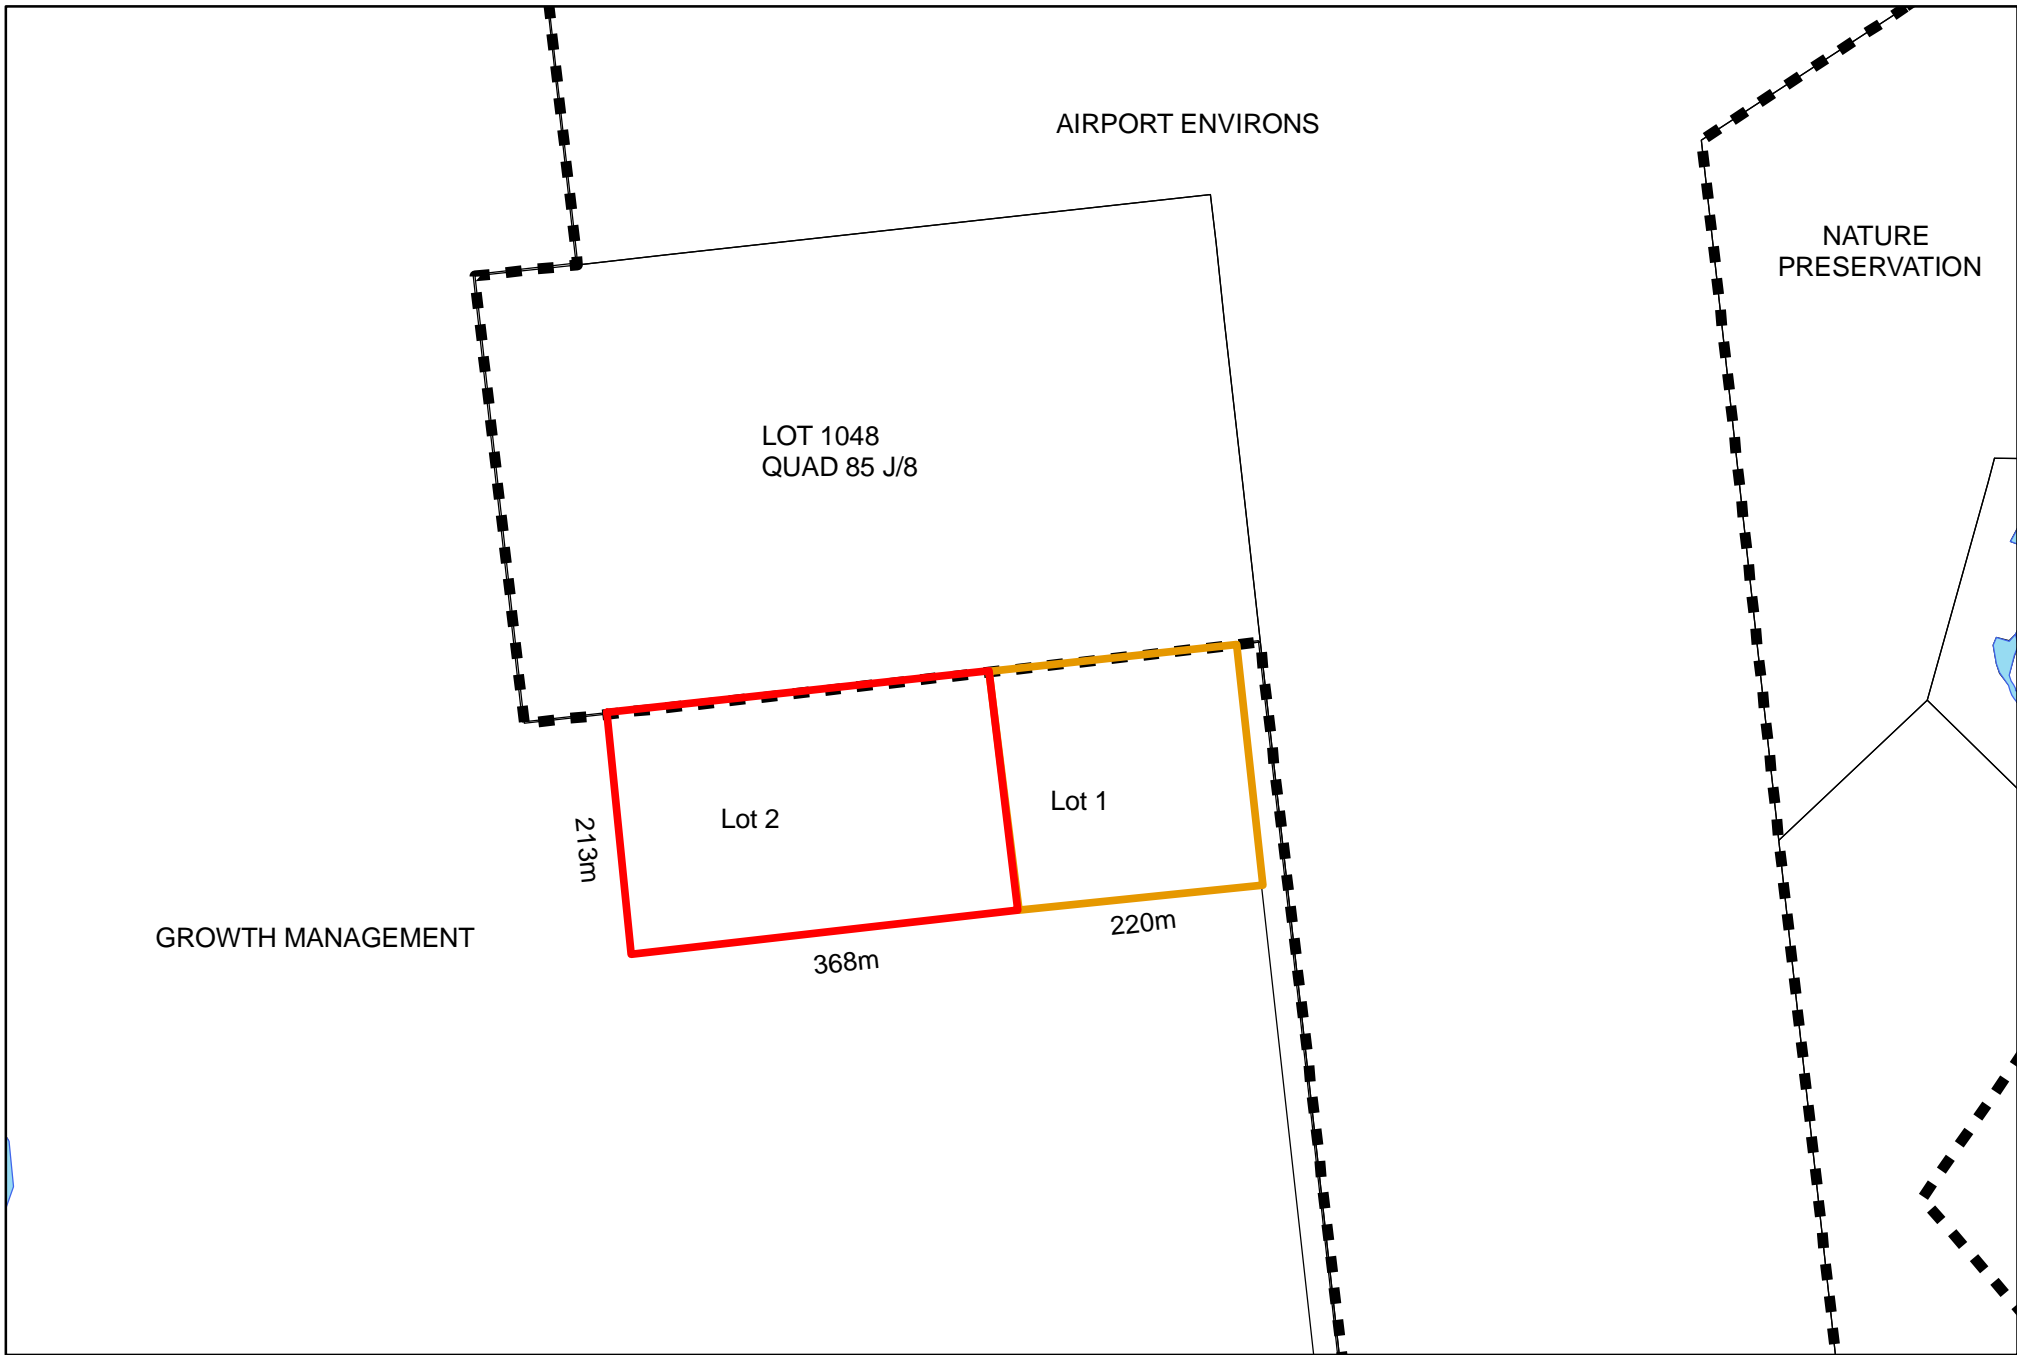 AIRPORT ENVIRONS
NATURE
PRESERVATION
LOT 1048
QUAD 85 J/8
Lot 2
Lot 1
213m
220m
GROWTH MANAGEMENT
368m